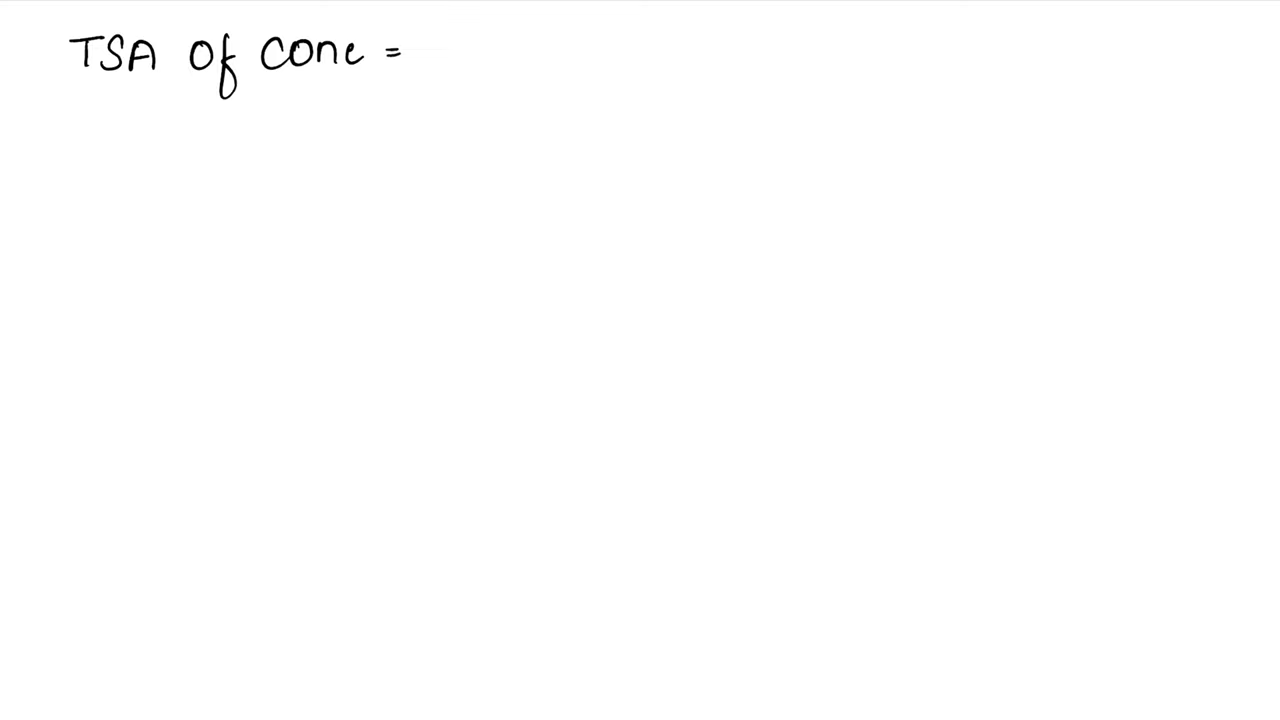 TSA of cone =